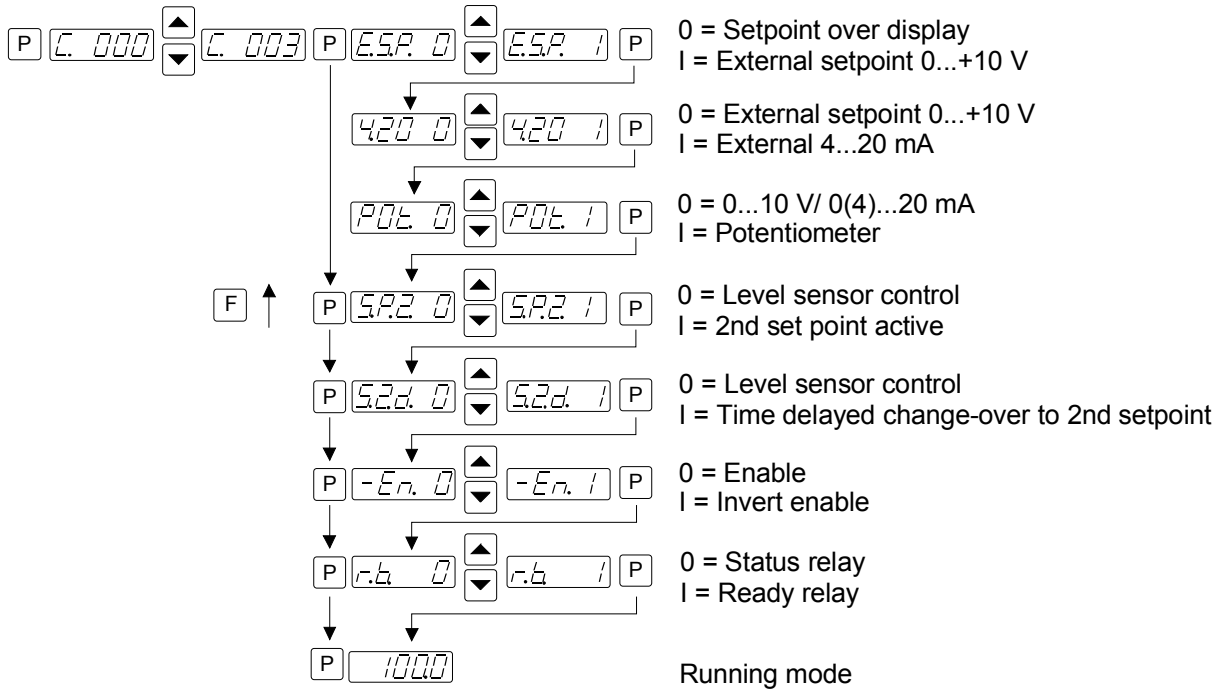 P C. 000 C. 003 P E.S.P. 0 E.S.P. 1 P
0 = Setpoint over display
I = External setpoint 0...+10 V
4.20 0 4.20 1 P
0 = External setpoint 0...+10 V
I = External 4...20 mA
P0t. 0 P0t. 1 P
0 = 0...10 V/ 0(4)...20 mA
I = Potentiometer
F P S.P.2. 0 S.P.2. 1 P
0 = Level sensor control
I = 2nd set point active
P S.2.d. 0 S.2.d. 1 P
0 = Level sensor control
I = Time delayed change-over to 2nd setpoint
P -En. 0 -En. 1 P
0 = Enable
I = Invert enable
P r.b. 0 r.b. 1 P
0 = Status relay
I = Ready relay
P 100.0
Running mode